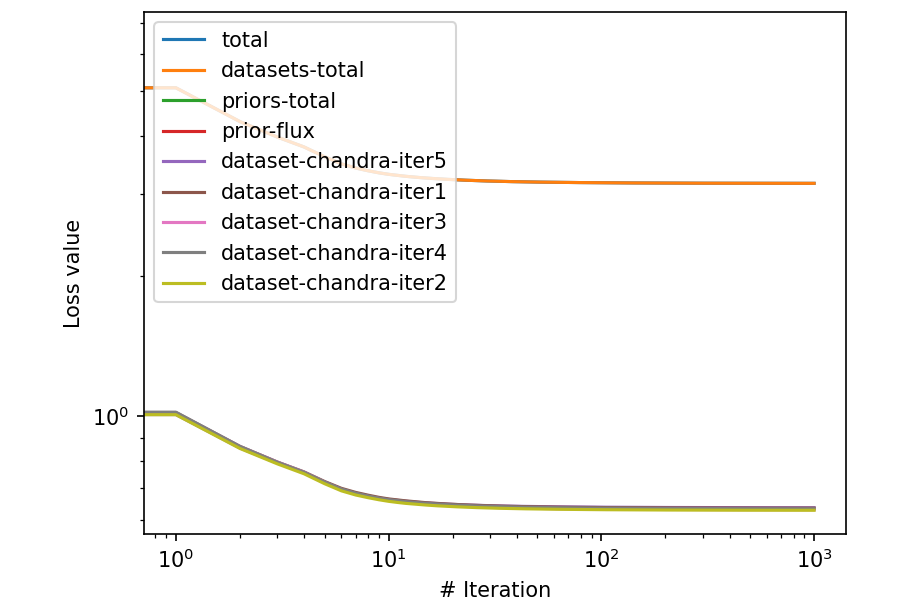 total
datasets-total
priors-total
prior-flux
dataset-chandra-iter5
dataset-chandra-iter1
dataset-chandra-iter3
dataset-chandra-iter4
dataset-chandra-iter2
Loss value
10⁰
10⁰ 10¹ 10² 10³
# Iteration